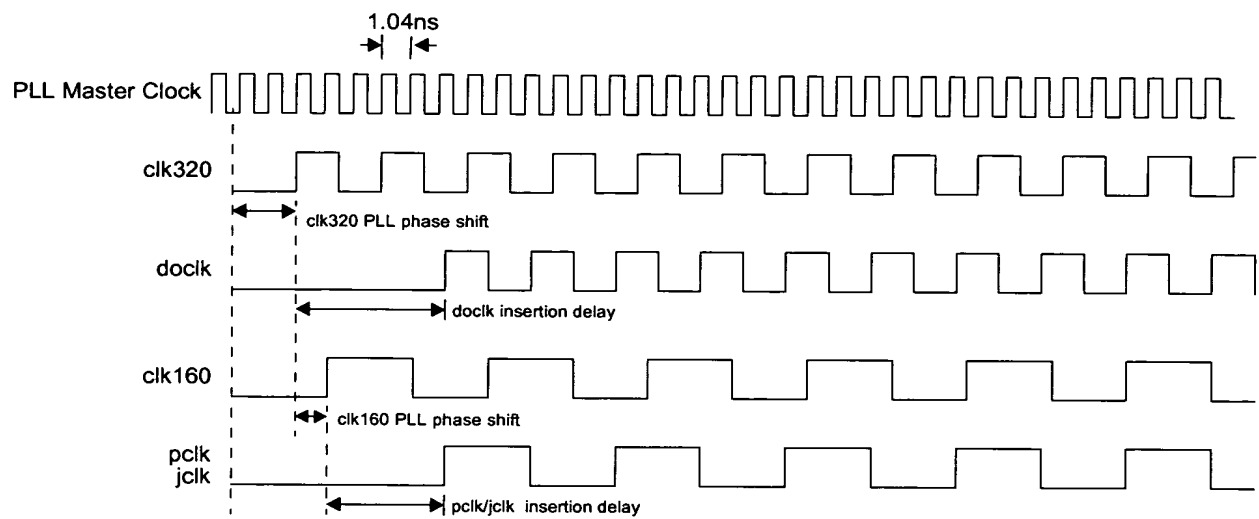 1.04ns
PLL Master Clock
clk320
clk320 PLL phase shift
doclk
doclk insertion delay
clk160
clk160 PLL phase shift
pclk
jclk
pclk/jclk insertion delay